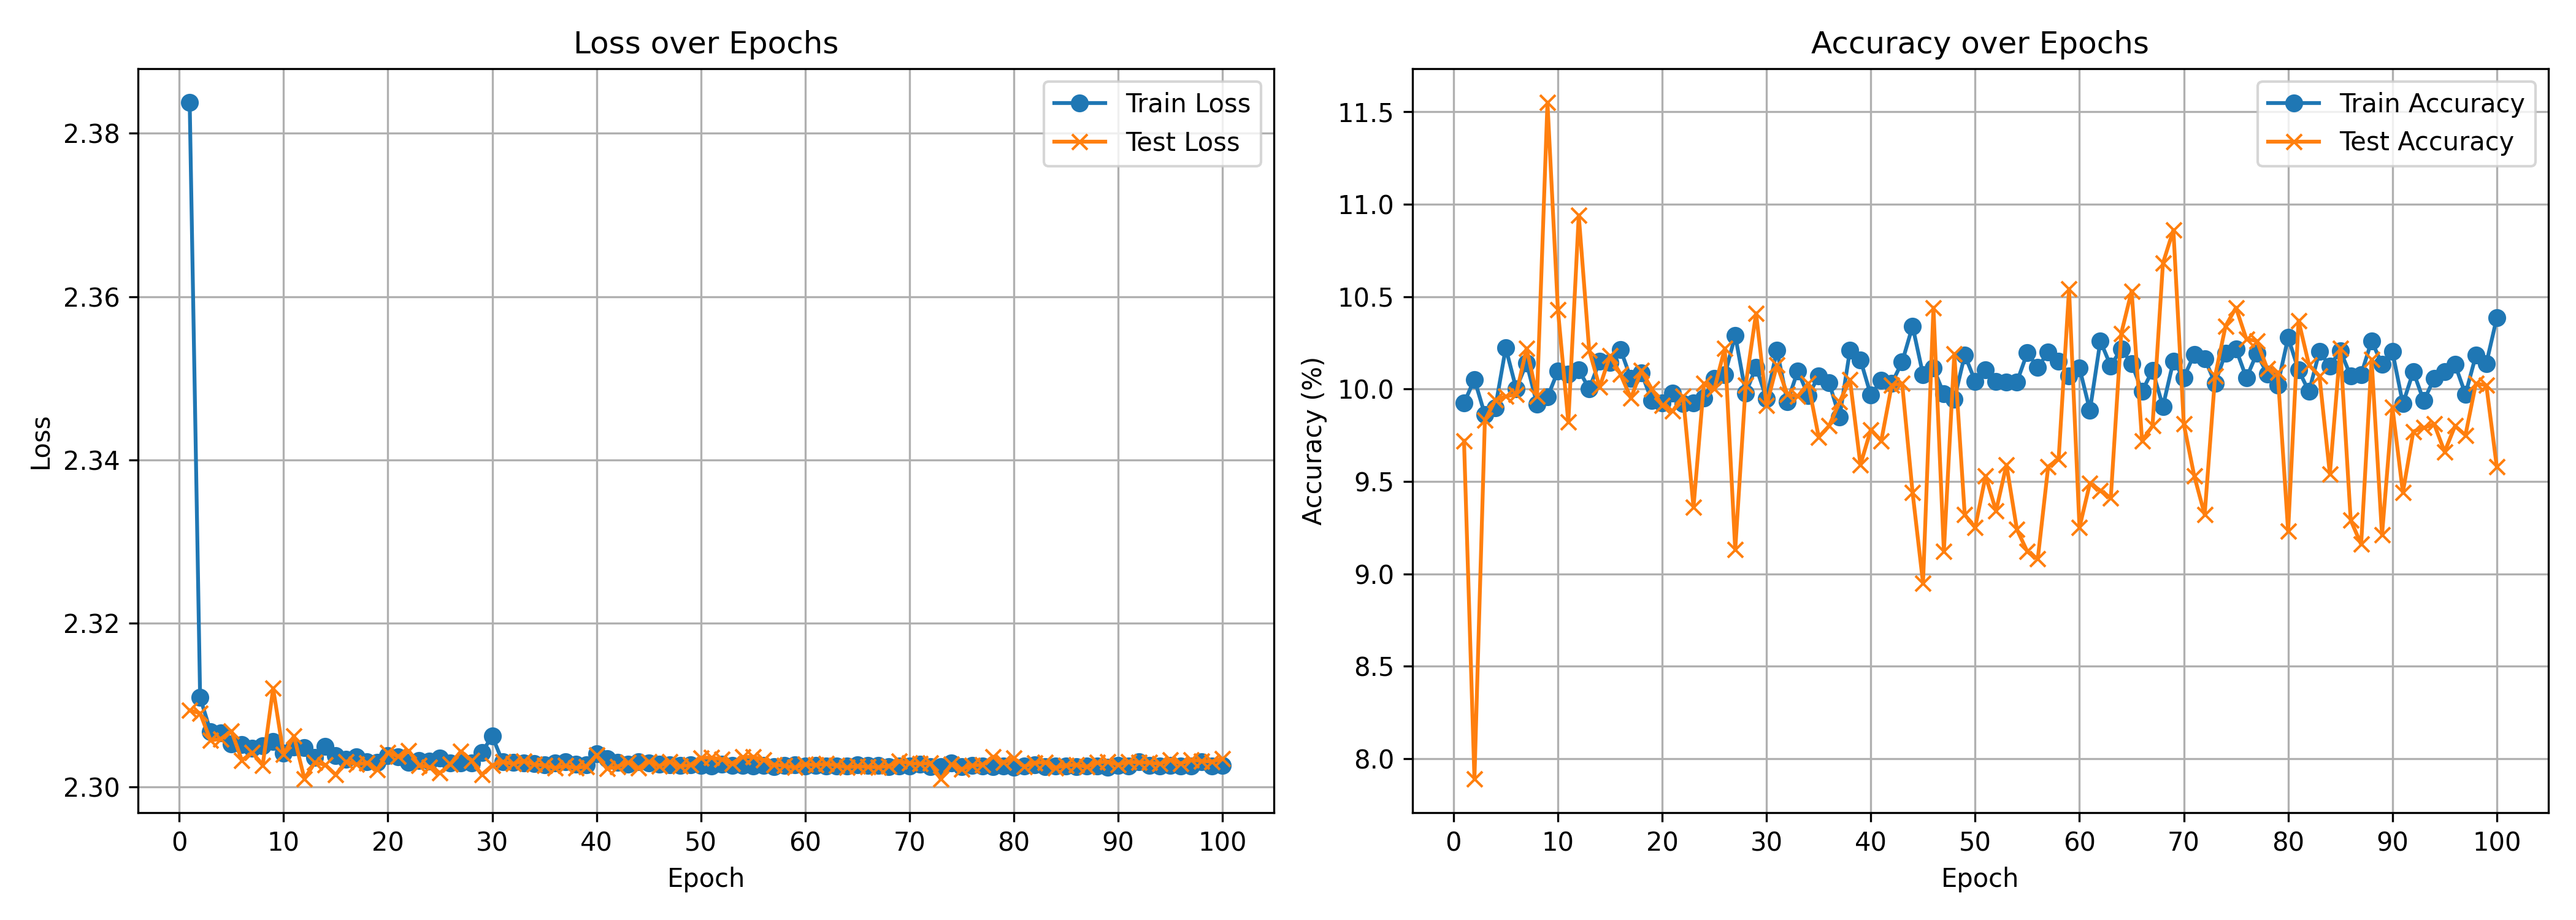 Loss over Epochs
Train Loss
Test Loss
2.38
2.36
2.34
2.32
2.30
Loss
0 10 20 30 40 50 60 70 80 90 100
Epoch
Accuracy over Epochs
Train Accuracy
Test Accuracy
11.5
11.0
10.5
10.0
9.5
9.0
8.5
8.0
Accuracy (%)
0 10 20 30 40 50 60 70 80 90 100
Epoch